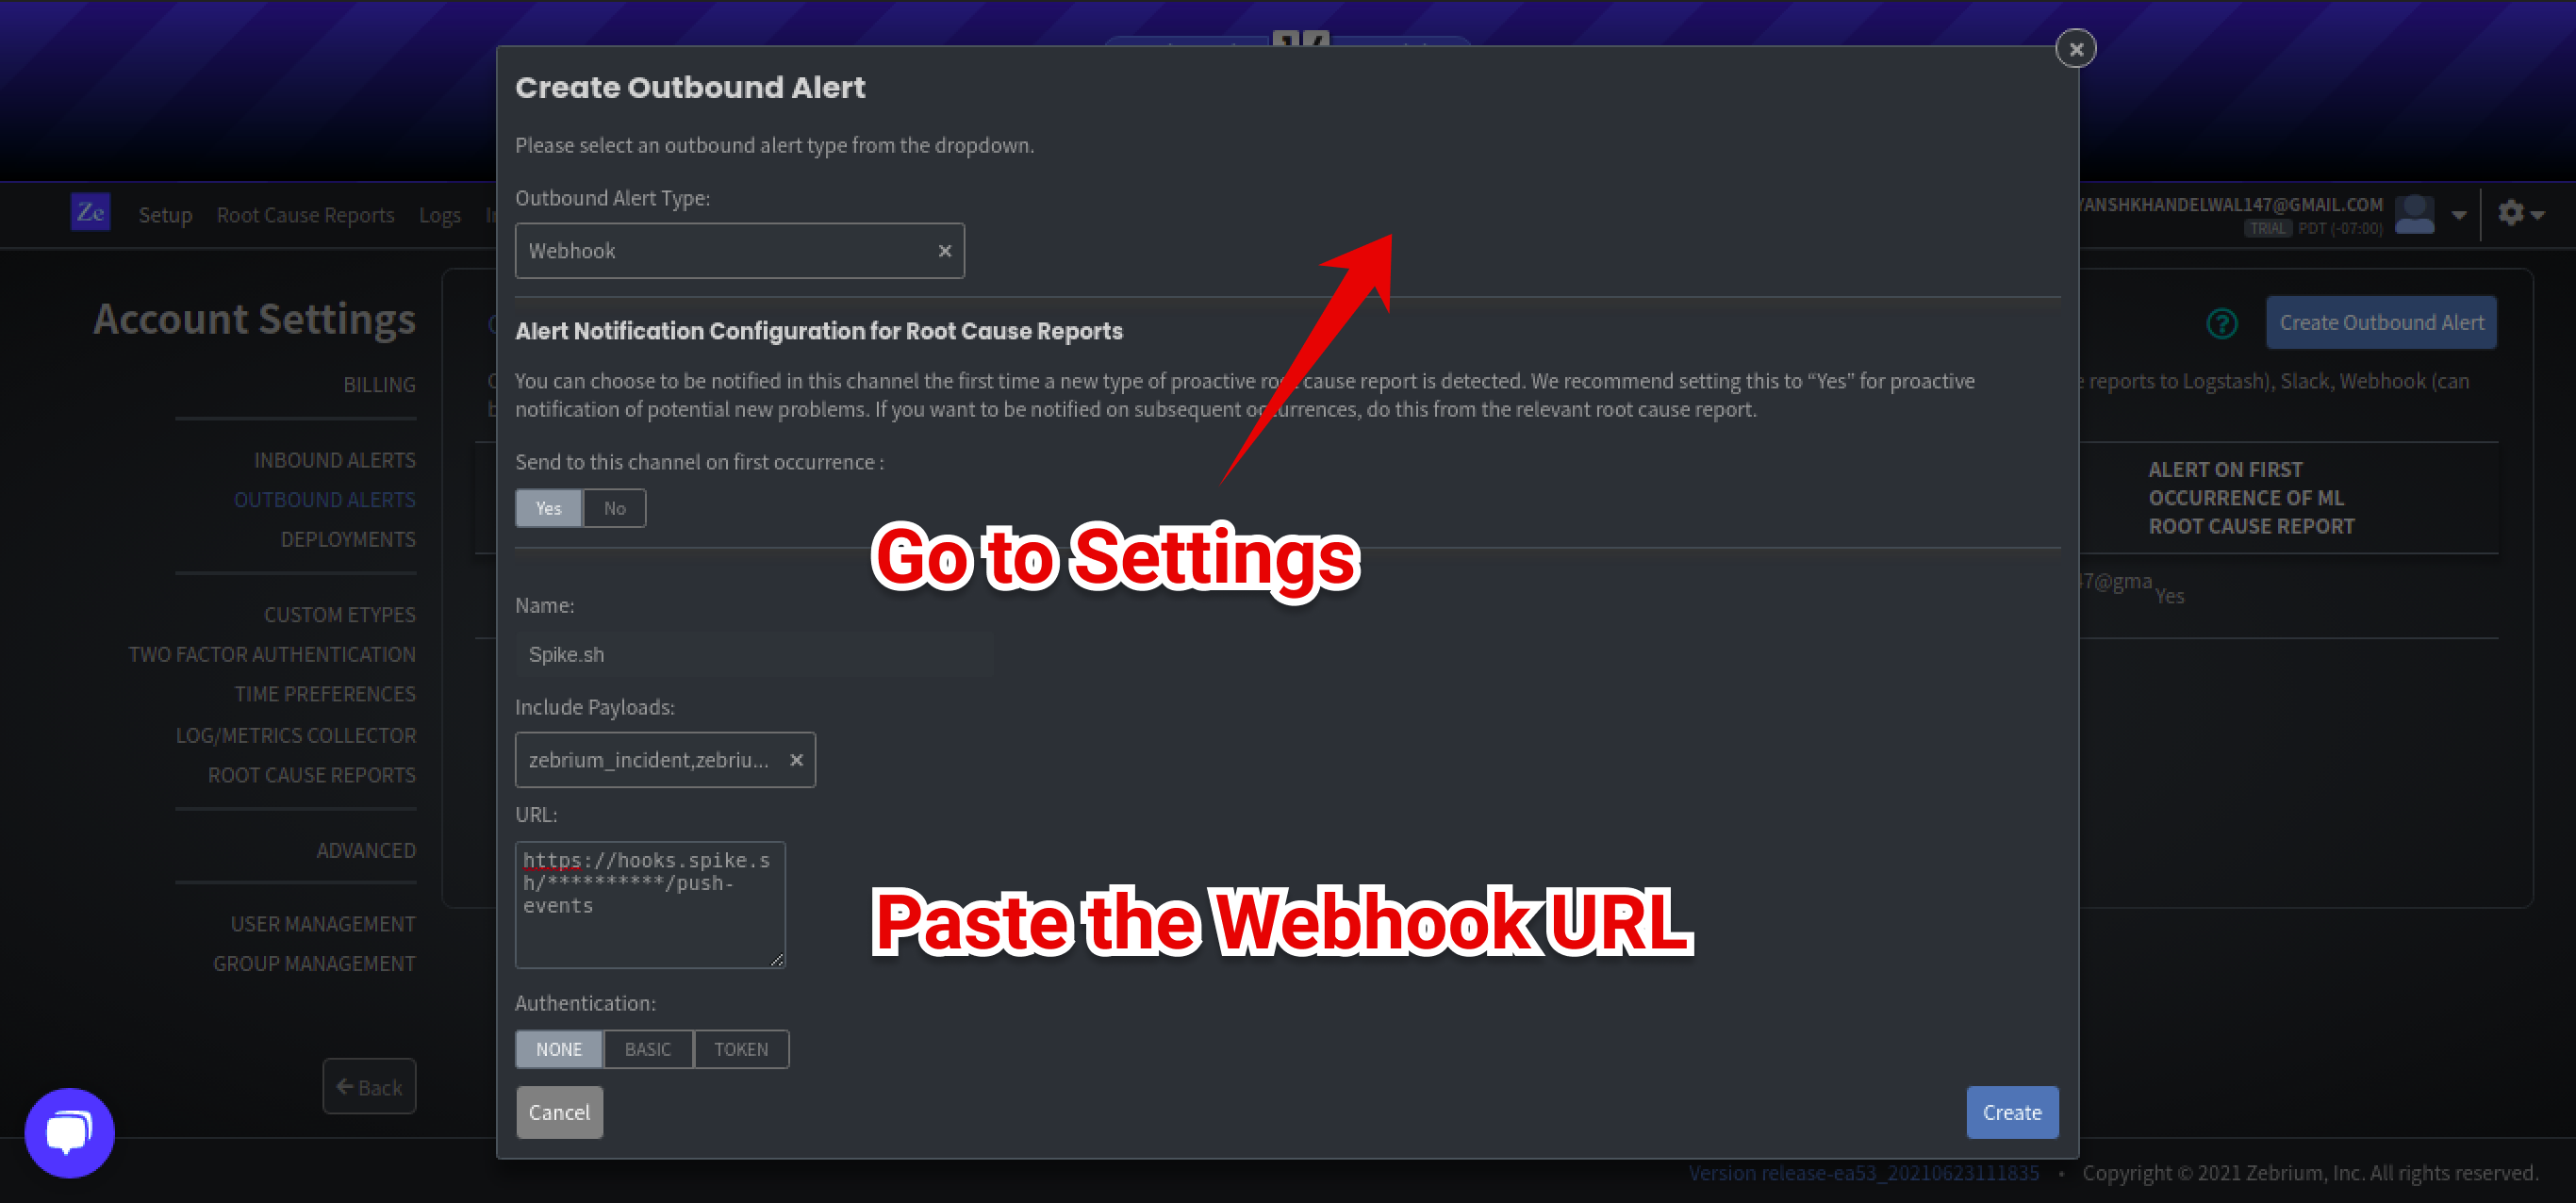 Create Outbound Alert
Please select an outbound alert type from the dropdown.
Outbound Alert Type:
Webhook
Ze
Setup Root Cause Reports Logs
YANSHKHANDELWAL147@GMAIL.COM
TRIAL PDT (-07:00)
Account Settings
BILLING
INBOUND ALERTS
OUTBOUND ALERTS
DEPLOYMENTS
CUSTOM ETYPES
TWO FACTOR AUTHENTICATION
TIME PREFERENCES
LOG/METRICS COLLECTOR
ROOT CAUSE REPORTS
ADVANCED
USER MANAGEMENT
GROUP MANAGEMENT
Back
Alert Notification Configuration for Root Cause Reports
You can choose to be notified in this channel the first time a new type of proactive root cause report is detected. We recommend setting this to “Yes” for proactive
notification of potential new problems. If you want to be notified on subsequent occurrences, do this from the relevant root cause report.
Send to this channel on first occurrence :
Yes No
Go to Settings
Name:
Spike.sh
Include Payloads:
zebrium_incident,zebriu...
URL:
https://hooks.spike.s
h/**********/push-
events
Paste the Webhook URL
Authentication:
NONE BASIC TOKEN
Cancel
Create
Create Outbound Alert
reports to Logstash), Slack, Webhook (can
ALERT ON FIRST
OCCURRENCE OF ML
ROOT CAUSE REPORT
47@gma
Yes
Version release-ea53_20210623111835 • Copyright © 2021 Zebrium, Inc. All rights reserved.